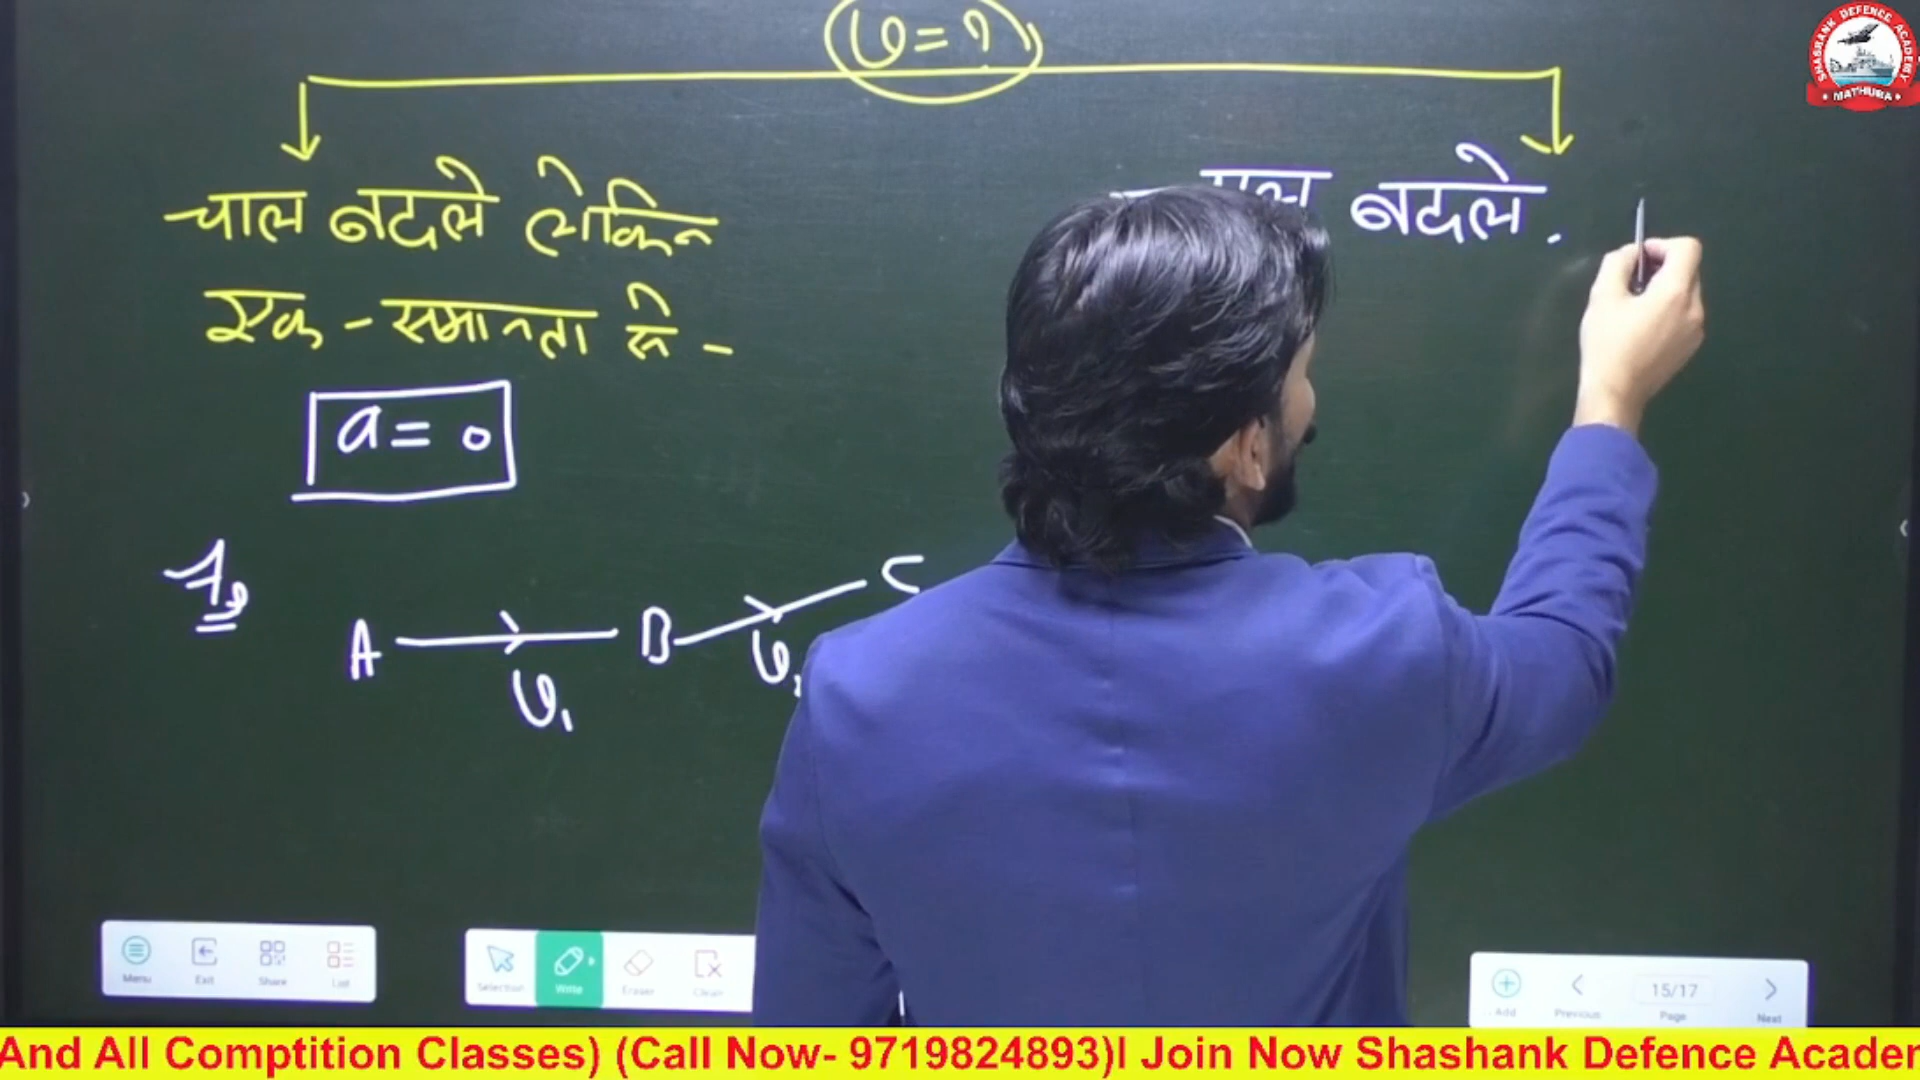 v = ?
चाल बदले लेकिन
एक - समानता से -
बदले .
a = 0
A
B
C
v₁
v₂
Menu
Exit
Share
List
Selection
Write
Eraser
Clean
Add
Previous
15/17
Page
Next
SHASHANK DEFENCE ACADEMY
• MATHURA •
And All Comptition Classes) (Call Now- 9719824893)l Join Now Shashank Defence Acader